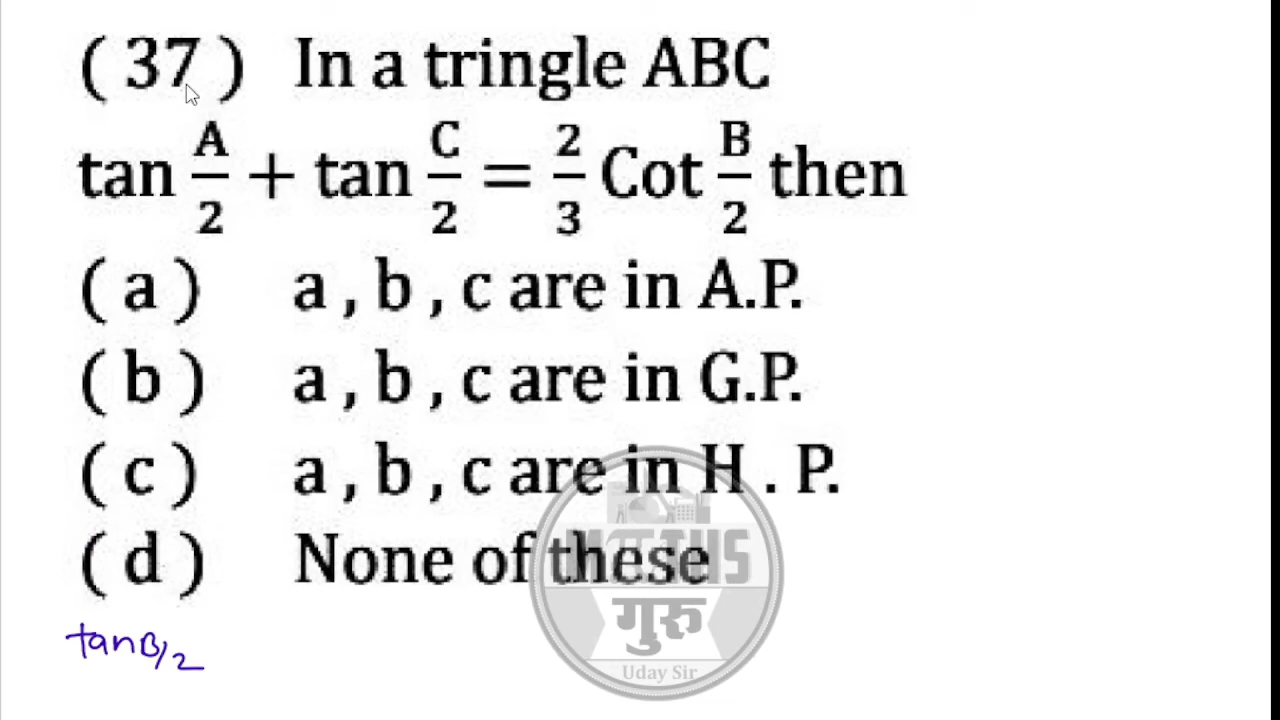 ( 37 ) In a tringle ABC
tan A/2 + tan C/2 = 2/3 Cot B/2 then
( a ) a , b , c are in A.P.
( b ) a , b , c are in G.P.
( c ) a , b , c are in H . P.
( d ) None of these
MATHS
गुरु
Uday Sir
tanB/2